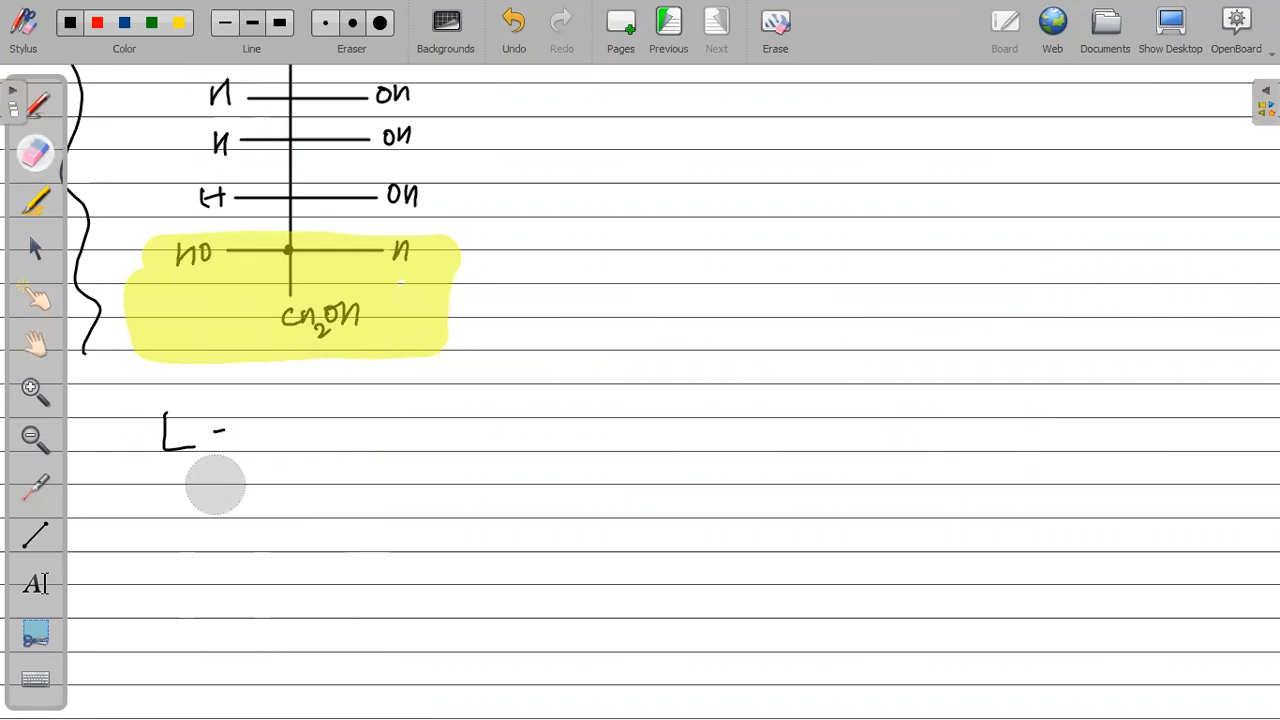 Stylus Color Line Eraser Backgrounds Undo Redo Pages Previous Next Erase Board Web Documents Show Desktop OpenBoard
H OH
H OH
H OH
HO H
CH2OH
L -